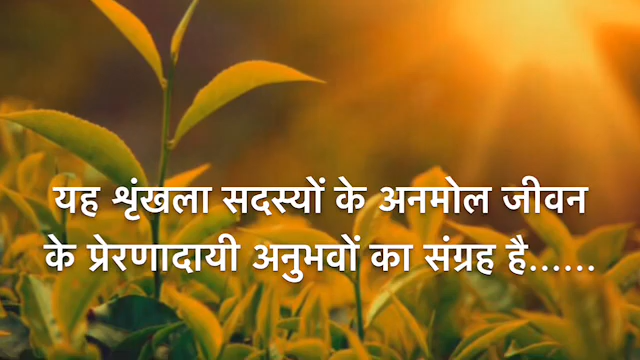 यह शृंखला सदस्यों के अनमोल जीवन
के प्रेरणादायी अनुभवों का संग्रह है......